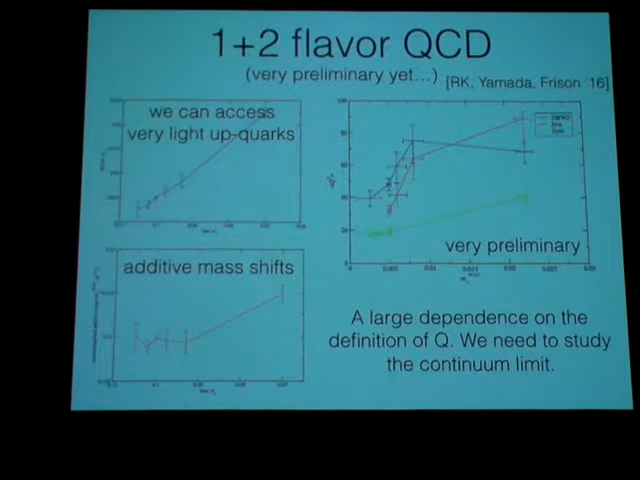 1+2 flavor QCD
(very preliminary yet...)
[RK, Yamada, Frison '16]
we can access
very light up-quarks
very preliminary
additive mass shifts
A large dependence on the
definition of Q. We need to study
the continuum limit.